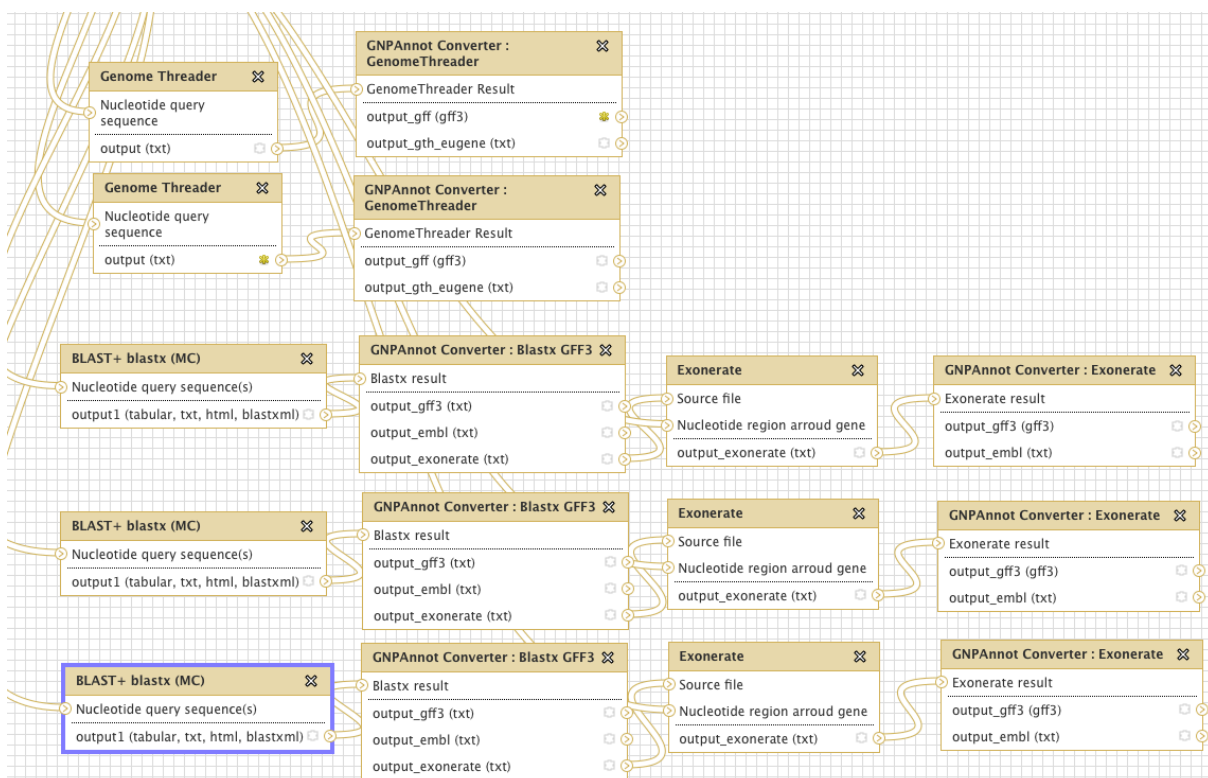 GNPAnnot Converter :
GenomeThreader
GenomeThreader Result
output_gff (gff3)
output_gth_eugene (txt)
Genome Threader
Nucleotide query
sequence
output (txt)
Genome Threader
Nucleotide query
sequence
output (txt)
GNPAnnot Converter :
GenomeThreader
GenomeThreader Result
output_gff (gff3)
output_gth_eugene (txt)
BLAST+ blastx (MC)
Nucleotide query sequence(s)
output1 (tabular, txt, html, blastxml)
GNPAnnot Converter : Blastx GFF3
Blastx result
output_gff3 (txt)
output_embl (txt)
output_exonerate (txt)
Exonerate
Source file
Nucleotide region arroud gene
output_exonerate (txt)
GNPAnnot Converter : Exonerate
Exonerate result
output_gff3 (gff3)
output_embl (txt)
BLAST+ blastx (MC)
Nucleotide query sequence(s)
output1 (tabular, txt, html, blastxml)
GNPAnnot Converter : Blastx GFF3
Blastx result
output_gff3 (txt)
output_embl (txt)
output_exonerate (txt)
Exonerate
Source file
Nucleotide region arroud gene
output_exonerate (txt)
GNPAnnot Converter : Exonerate
Exonerate result
output_gff3 (gff3)
output_embl (txt)
BLAST+ blastx (MC)
Nucleotide query sequence(s)
output1 (tabular, txt, html, blastxml)
GNPAnnot Converter : Blastx GFF3
Blastx result
output_gff3 (txt)
output_embl (txt)
output_exonerate (txt)
Exonerate
Source file
Nucleotide region arroud gene
output_exonerate (txt)
GNPAnnot Converter : Exonerate
Exonerate result
output_gff3 (gff3)
output_embl (txt)